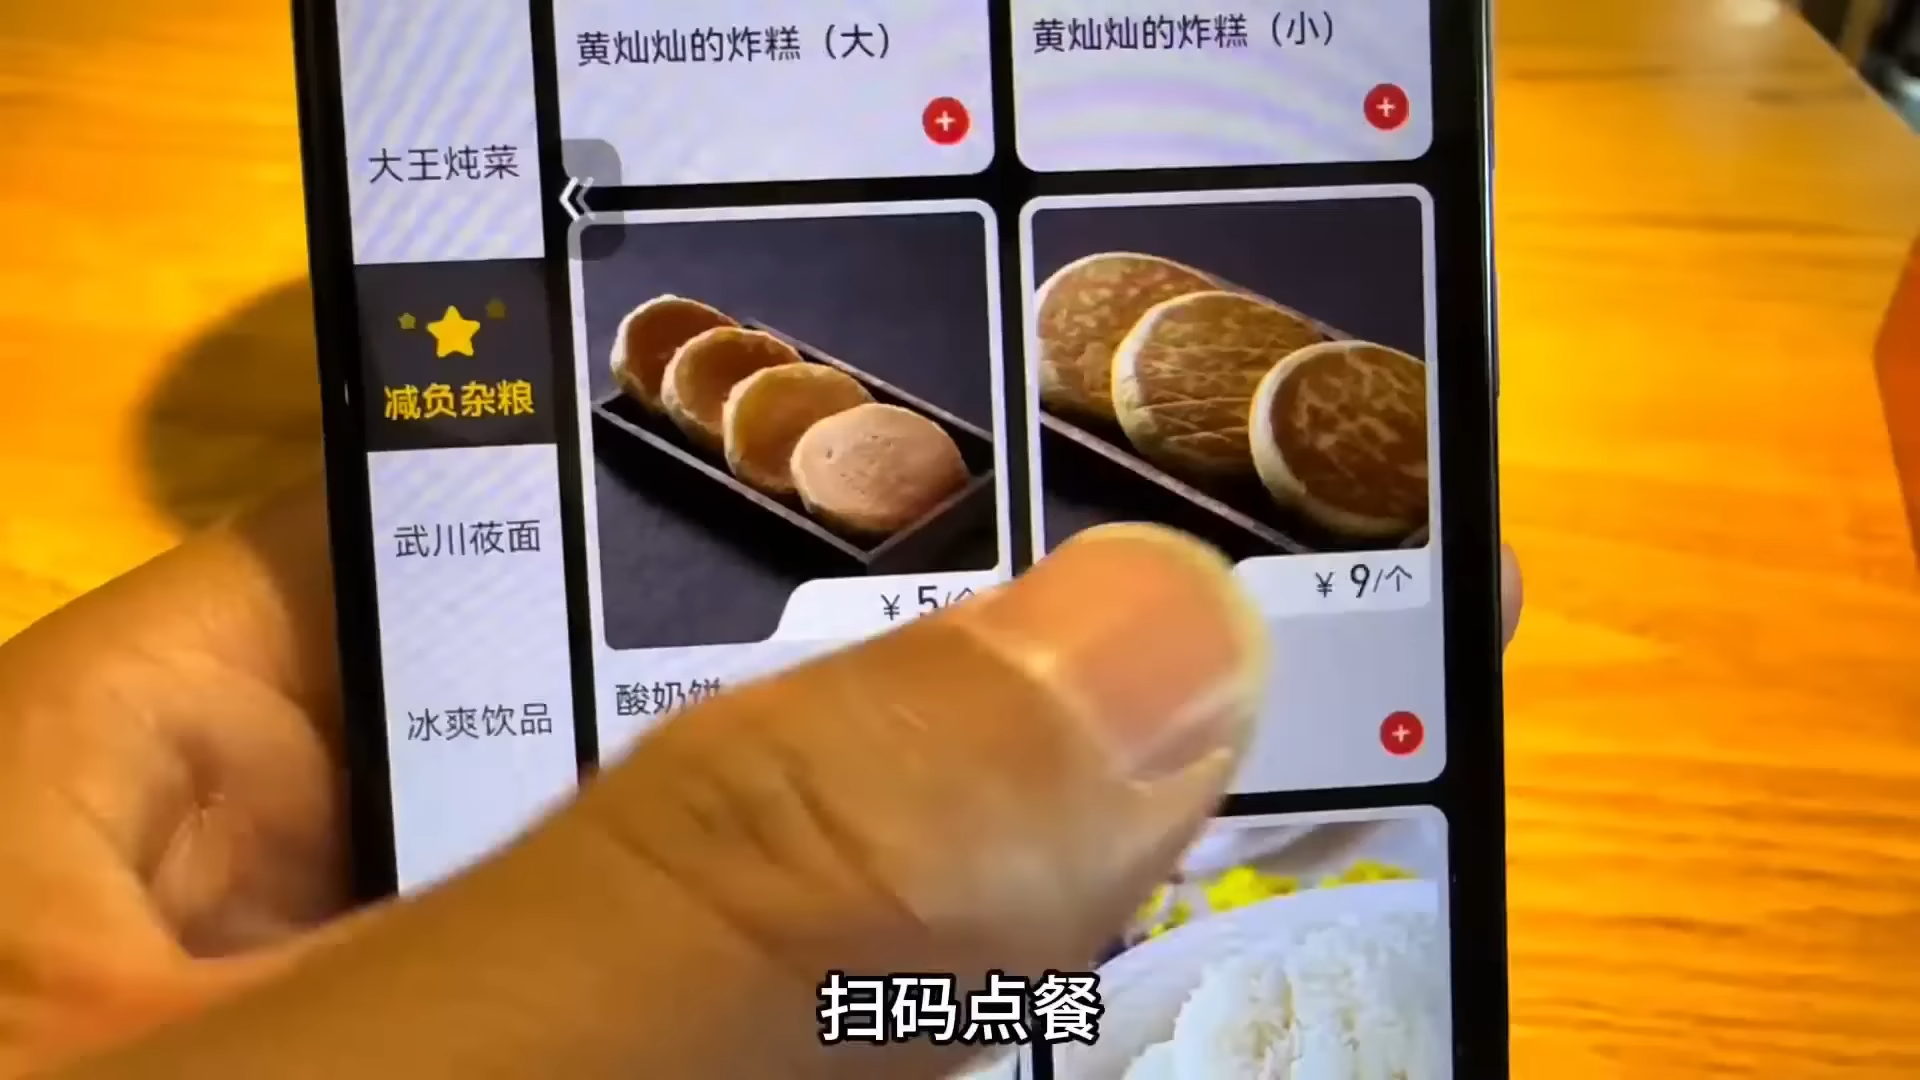 黄灿灿的炸糕（大）
黄灿灿的炸糕（小）
大王炖菜
减负杂粮
武川莜面
冰爽饮品
¥ 5/个
¥ 9/个
酸奶饼
扫码点餐